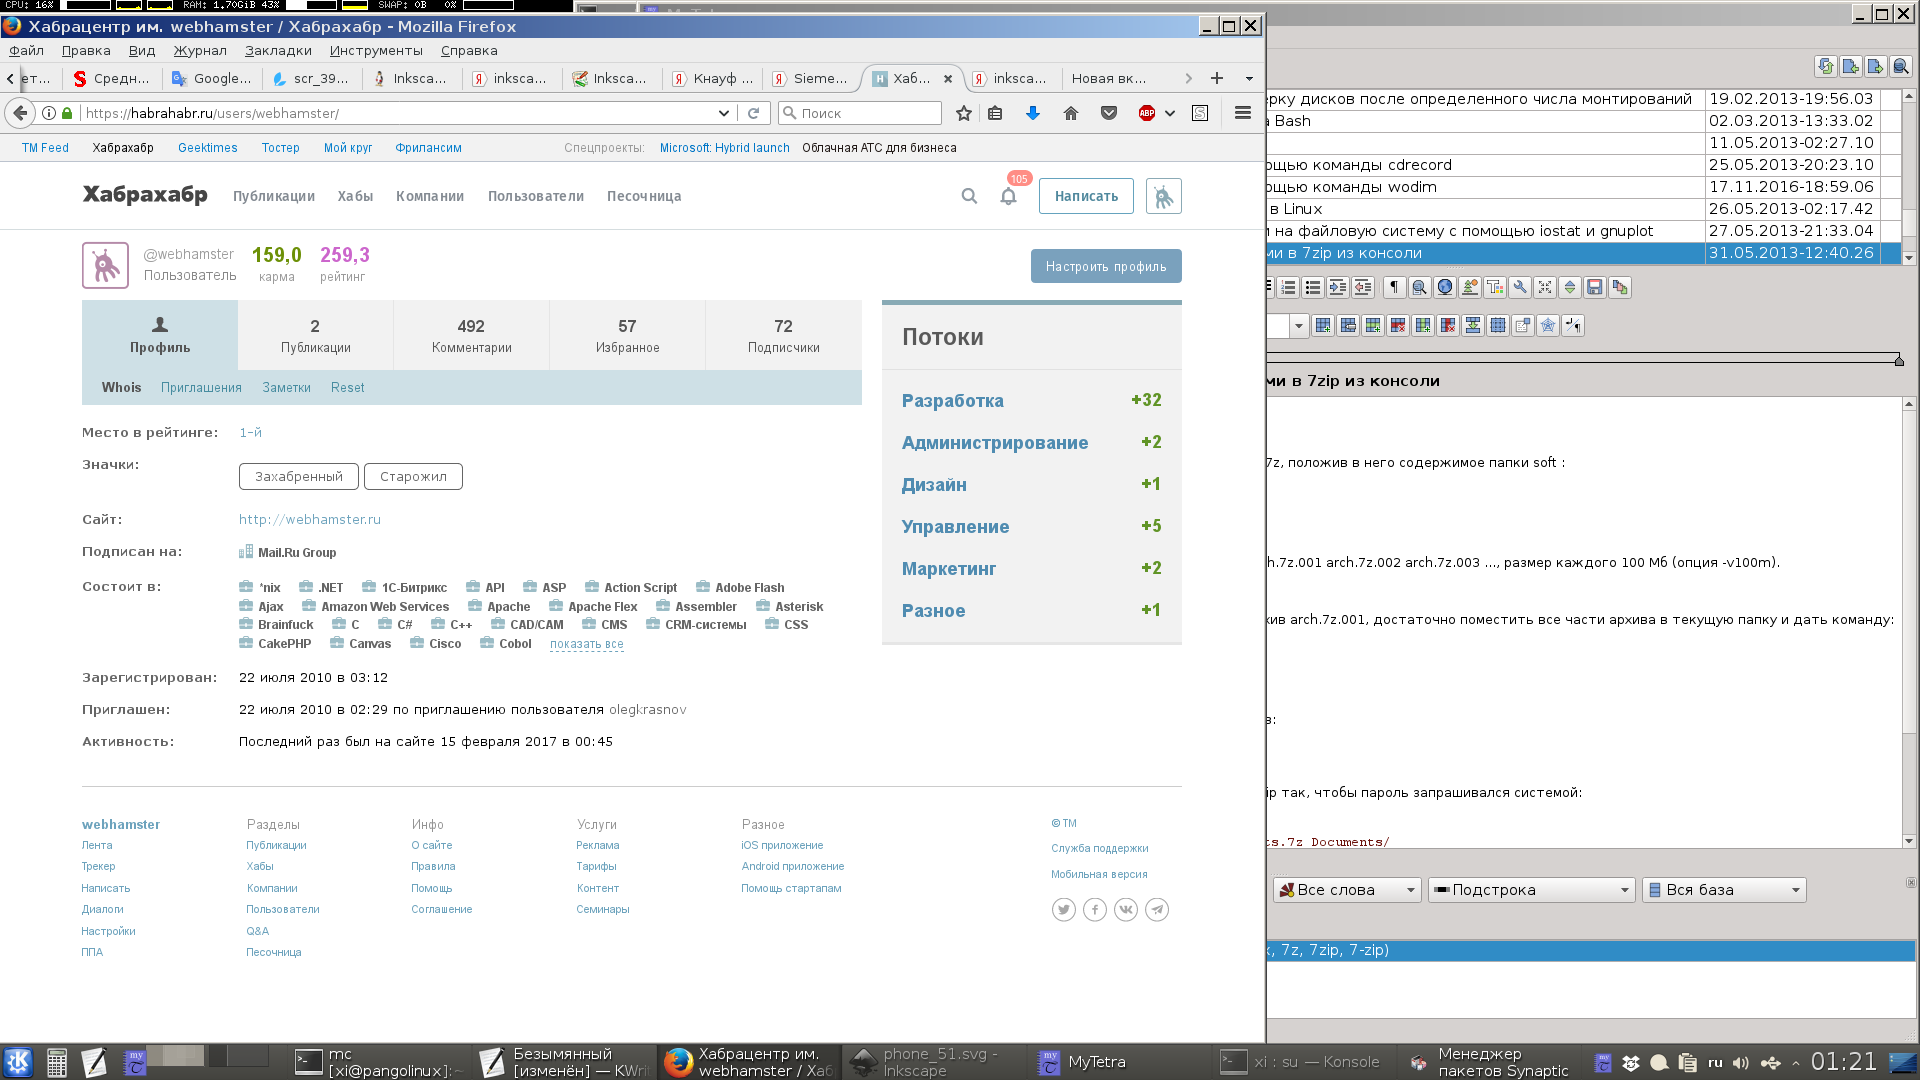 CPU: 16% RAM: 1.70GiB 43% SWAP: 0B 0%
Хабрацентр им. webhamster / Хабрахабр - Mozilla Firefox
Файл Правка Вид Журнал Закладки Инструменты Справка
ет... Средн... Google... scr_39... Inksca... inksca... Inksca... Кнауф ... Sieme... Хаб... inksca... Новая вк...
https://habrahabr.ru/users/webhamster/ Поиск ABP S
TM Feed Хабрахабр Geektimes Тостер Мой круг Фрилансим Спецпроекты: Microsoft: Hybrid launch Облачная АТС для бизнеса
Хабрахабр Публикации Хабы Компании Пользователи Песочница 105 Написать
@webhamster 159,0 259,3
Пользователь карма рейтинг
Настроить профиль
2 492 57 72
Профиль Публикации Комментарии Избранное Подписчики
Whois Приглашения Заметки Reset
Место в рейтинге: 1-й
Значки: Захабренный Старожил
Сайт: http://webhamster.ru
Подписан на: Mail.Ru Group
Состоит в: *nix .NET 1С-Битрикс API ASP Action Script Adobe Flash
Ajax Amazon Web Services Apache Apache Flex Assembler Asterisk
Brainfuck C C# C++ CAD/CAM CMS CRM-системы CSS
CakePHP Canvas Cisco Cobol показать все
Зарегистрирован: 22 июля 2010 в 03:12
Приглашен: 22 июля 2010 в 02:29 по приглашению пользователя olegkrasnov
Активность: Последний раз был на сайте 15 февраля 2017 в 00:45
Потоки
Разработка +32
Администрирование +2
Дизайн +1
Управление +5
Маркетинг +2
Разное +1
webhamster Разделы Инфо Услуги Разное © TM
Лента Публикации О сайте Реклама iOS приложение
Трекер Хабы Правила Тарифы Android приложение Служба поддержки
Написать Компании Помощь Контент Помощь стартапам Мобильная версия
Диалоги Пользователи Соглашение Семинары
Настройки Q&A
ППА Песочница
ерку дисков после определенного числа монтирований 19.02.2013-19:56.03
а Bash 02.03.2013-13:33.02
11.05.2013-02:27.10
ощью команды cdrecord 25.05.2013-20:23.10
ощью команды wodim 17.11.2016-18:59.06
в Linux 26.05.2013-02:17.42
и на файловую систему с помощью iostat и gnuplot 27.05.2013-21:33.04
ми в 7zip из консоли 31.05.2013-12:40.26
ми в 7zip из консоли
7z, положив в него содержимое папки soft :
h.7z.001 arch.7z.002 arch.7z.003 ..., размер каждого 100 Мб (опция -v100m).
хив arch.7z.001, достаточно поместить все части архива в текущую папку и дать команду:
в:
ip так, чтобы пароль запрашивался системой:
ts.7z Documents/
Все слова Подстрока Вся база
x, 7z, 7zip, 7-zip)
mc
[xi@pangolinux]:~
Безымянный
[изменён] — KWri
Хабрацентр им.
webhamster / Хаб
phone_51.svg -
Inkscape
MyTetra
xi : su — Konsole
Менеджер
пакетов Synaptic
ru 01:21